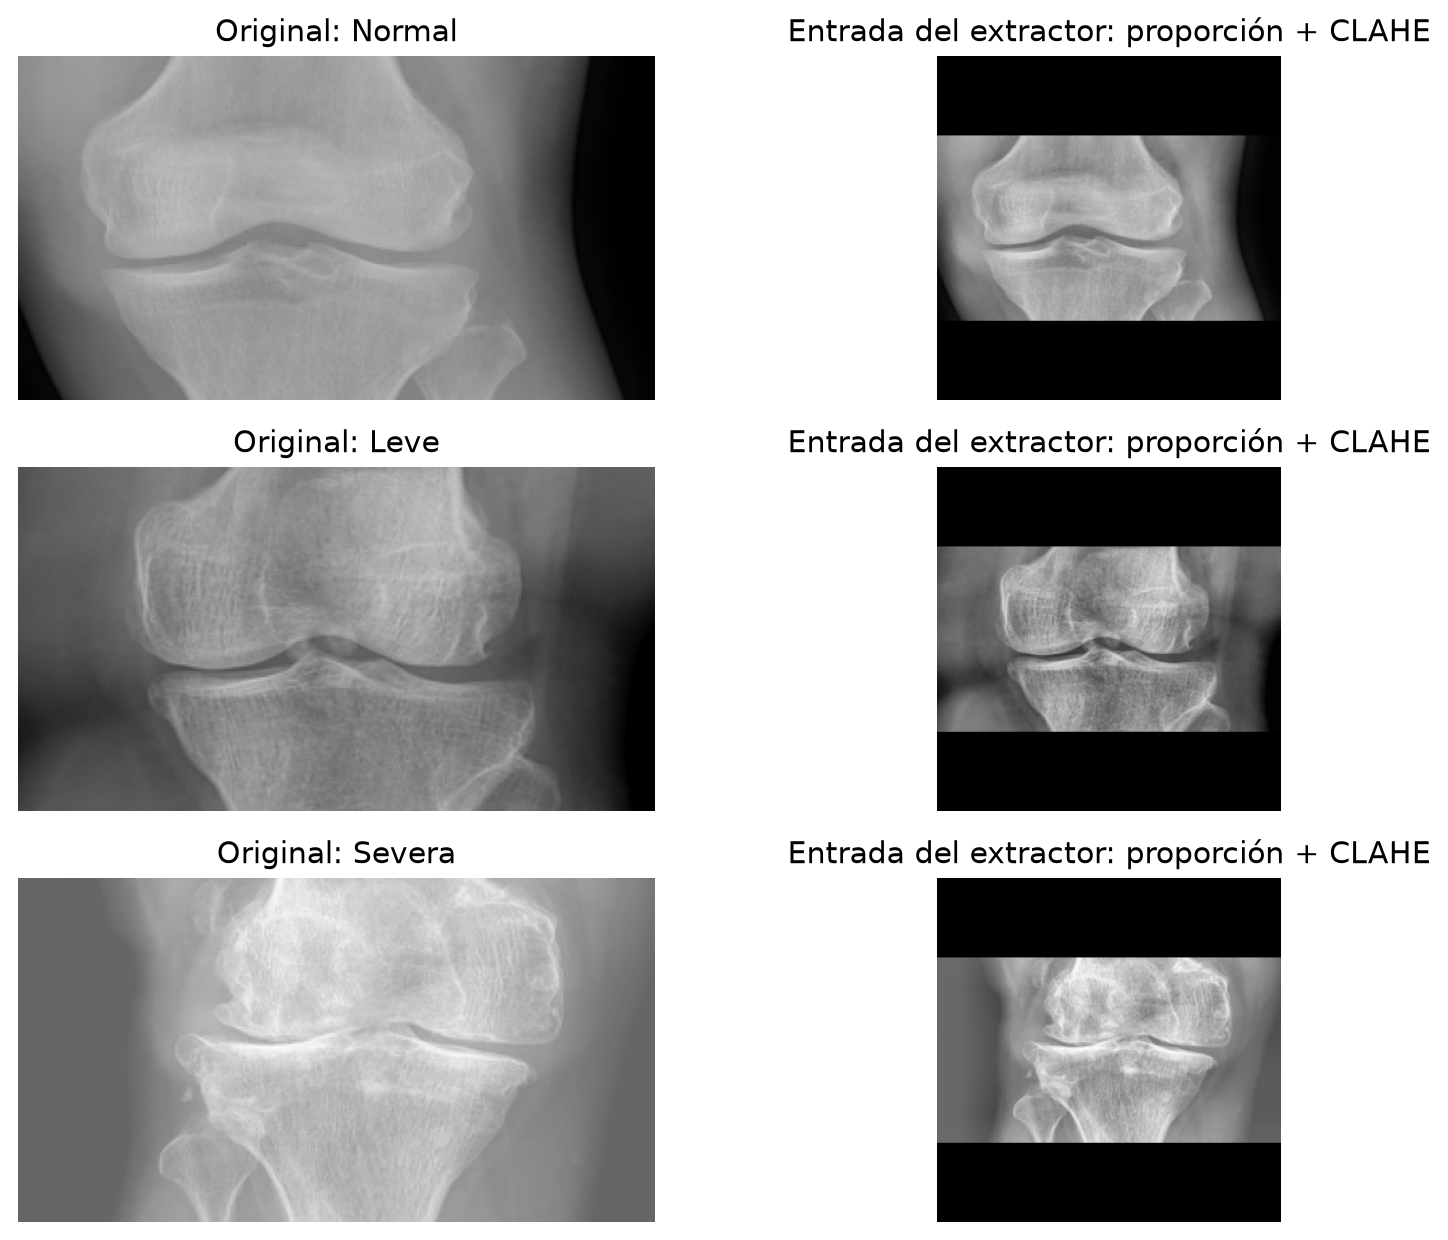 Original: Normal
Entrada del extractor: proporción + CLAHE
Original: Leve
Entrada del extractor: proporción + CLAHE
Original: Severa
Entrada del extractor: proporción + CLAHE